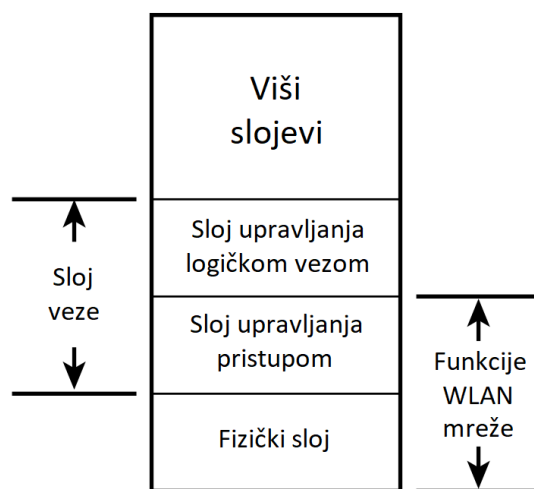 Viši
slojevi
Sloj upravljanja
logičkom vezom
Sloj
veze
Sloj upravljanja
pristupom
Funkcije
WLAN
mreže
Fizički sloj